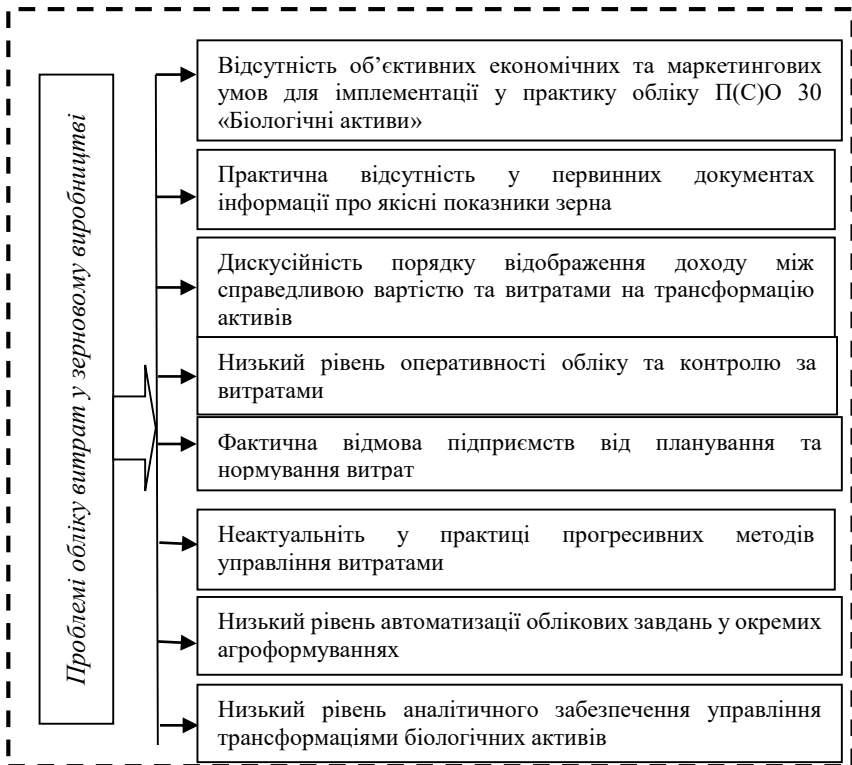 Проблемі обліку витрат у зерновому виробництві
Відсутність об’єктивних економічних та маркетингових
умов для імплементації у практику обліку П(С)О 30
«Біологічні активи»
Практична відсутність у первинних документах
інформації про якісні показники зерна
Дискусійність порядку відображення доходу між
справедливою вартістю та витратами на трансформацію
активів
Низький рівень оперативності обліку та контролю за
витратами
Фактична відмова підприємств від планування та
нормування витрат
Неактуальніть у практиці прогресивних методів
управління витратами
Низький рівень автоматизації облікових завдань у окремих
агроформуваннях
Низький рівень аналітичного забезпечення управління
трансформаціями біологічних активів